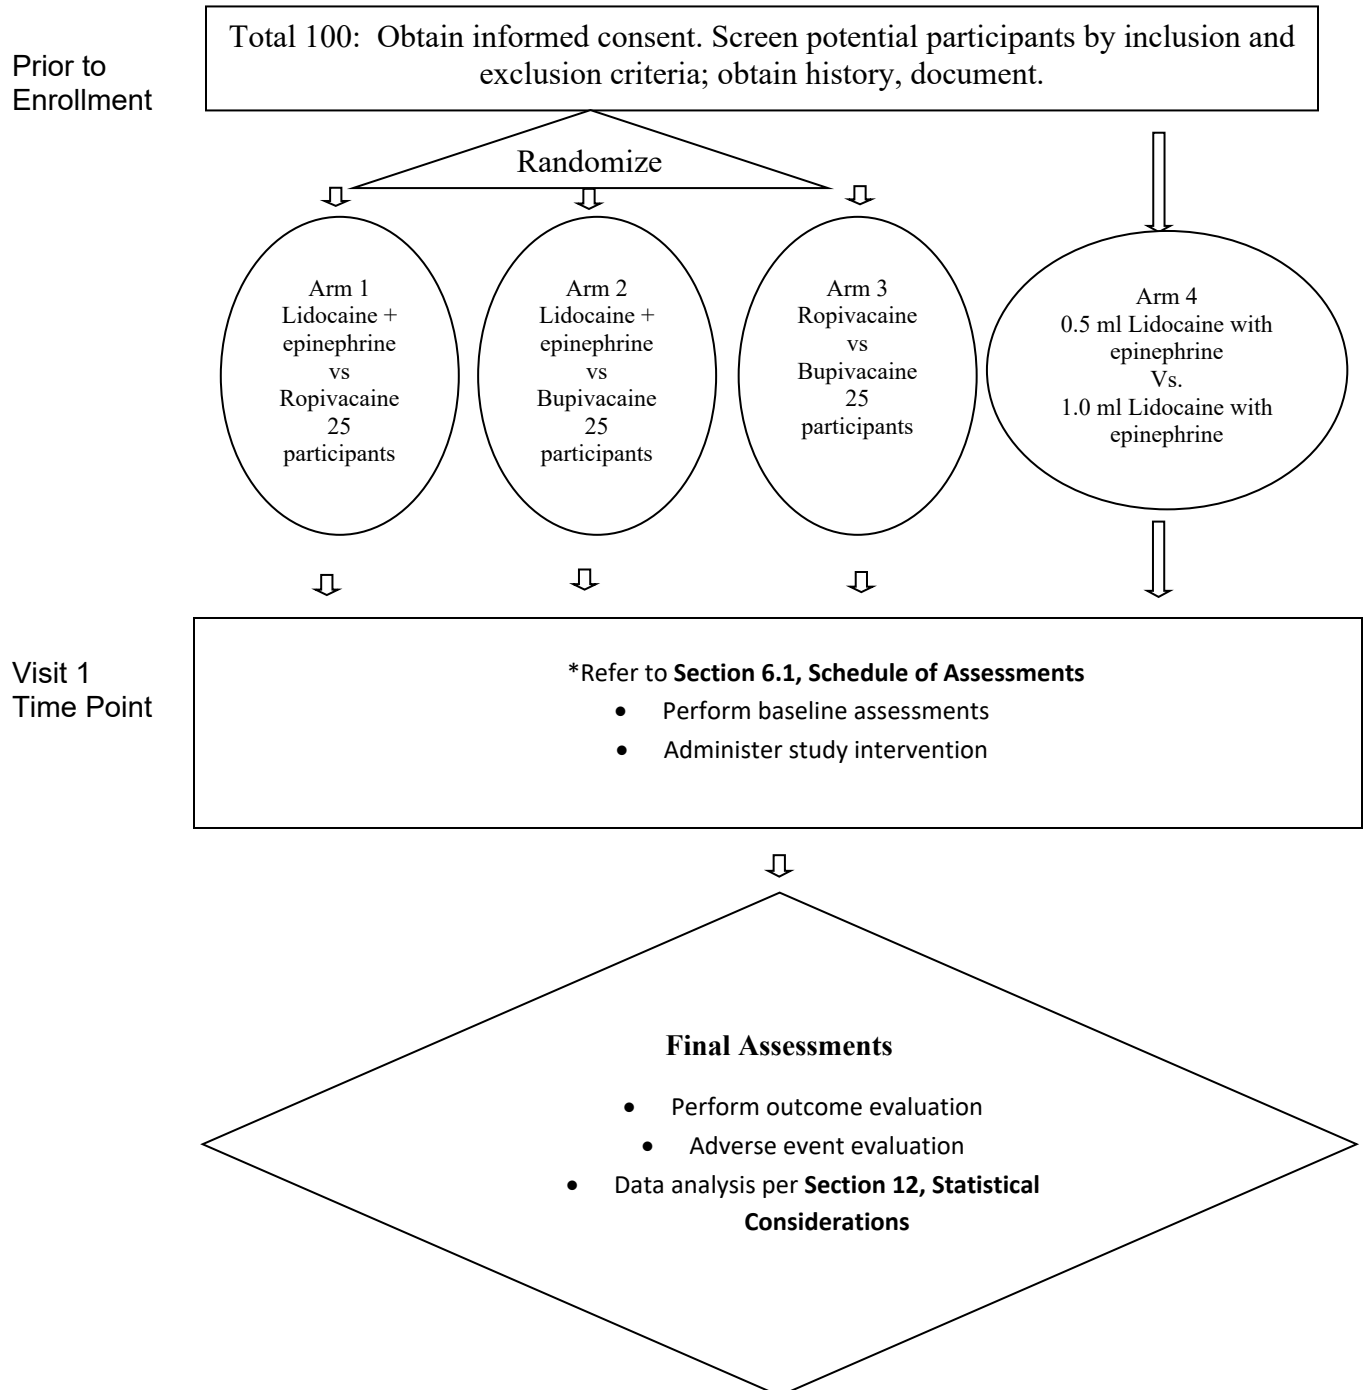 Prior to
Enrollment
Total 100:  Obtain informed consent. Screen potential participants by inclusion and
exclusion criteria; obtain history, document.
Randomize
Arm 1
Lidocaine +
epinephrine
vs
Ropivacaine
25
participants
Arm 2
Lidocaine +
epinephrine
vs
Bupivacaine
25
participants
Arm 3
Ropivacaine
vs
Bupivacaine
25
participants
Arm 4
0.5 ml Lidocaine with
epinephrine
Vs.
1.0 ml Lidocaine with
epinephrine
Visit 1
Time Point
*Refer to Section 6.1, Schedule of Assessments
• Perform baseline assessments
• Administer study intervention
Final Assessments
• Perform outcome evaluation
• Adverse event evaluation
• Data analysis per Section 12, Statistical
Considerations